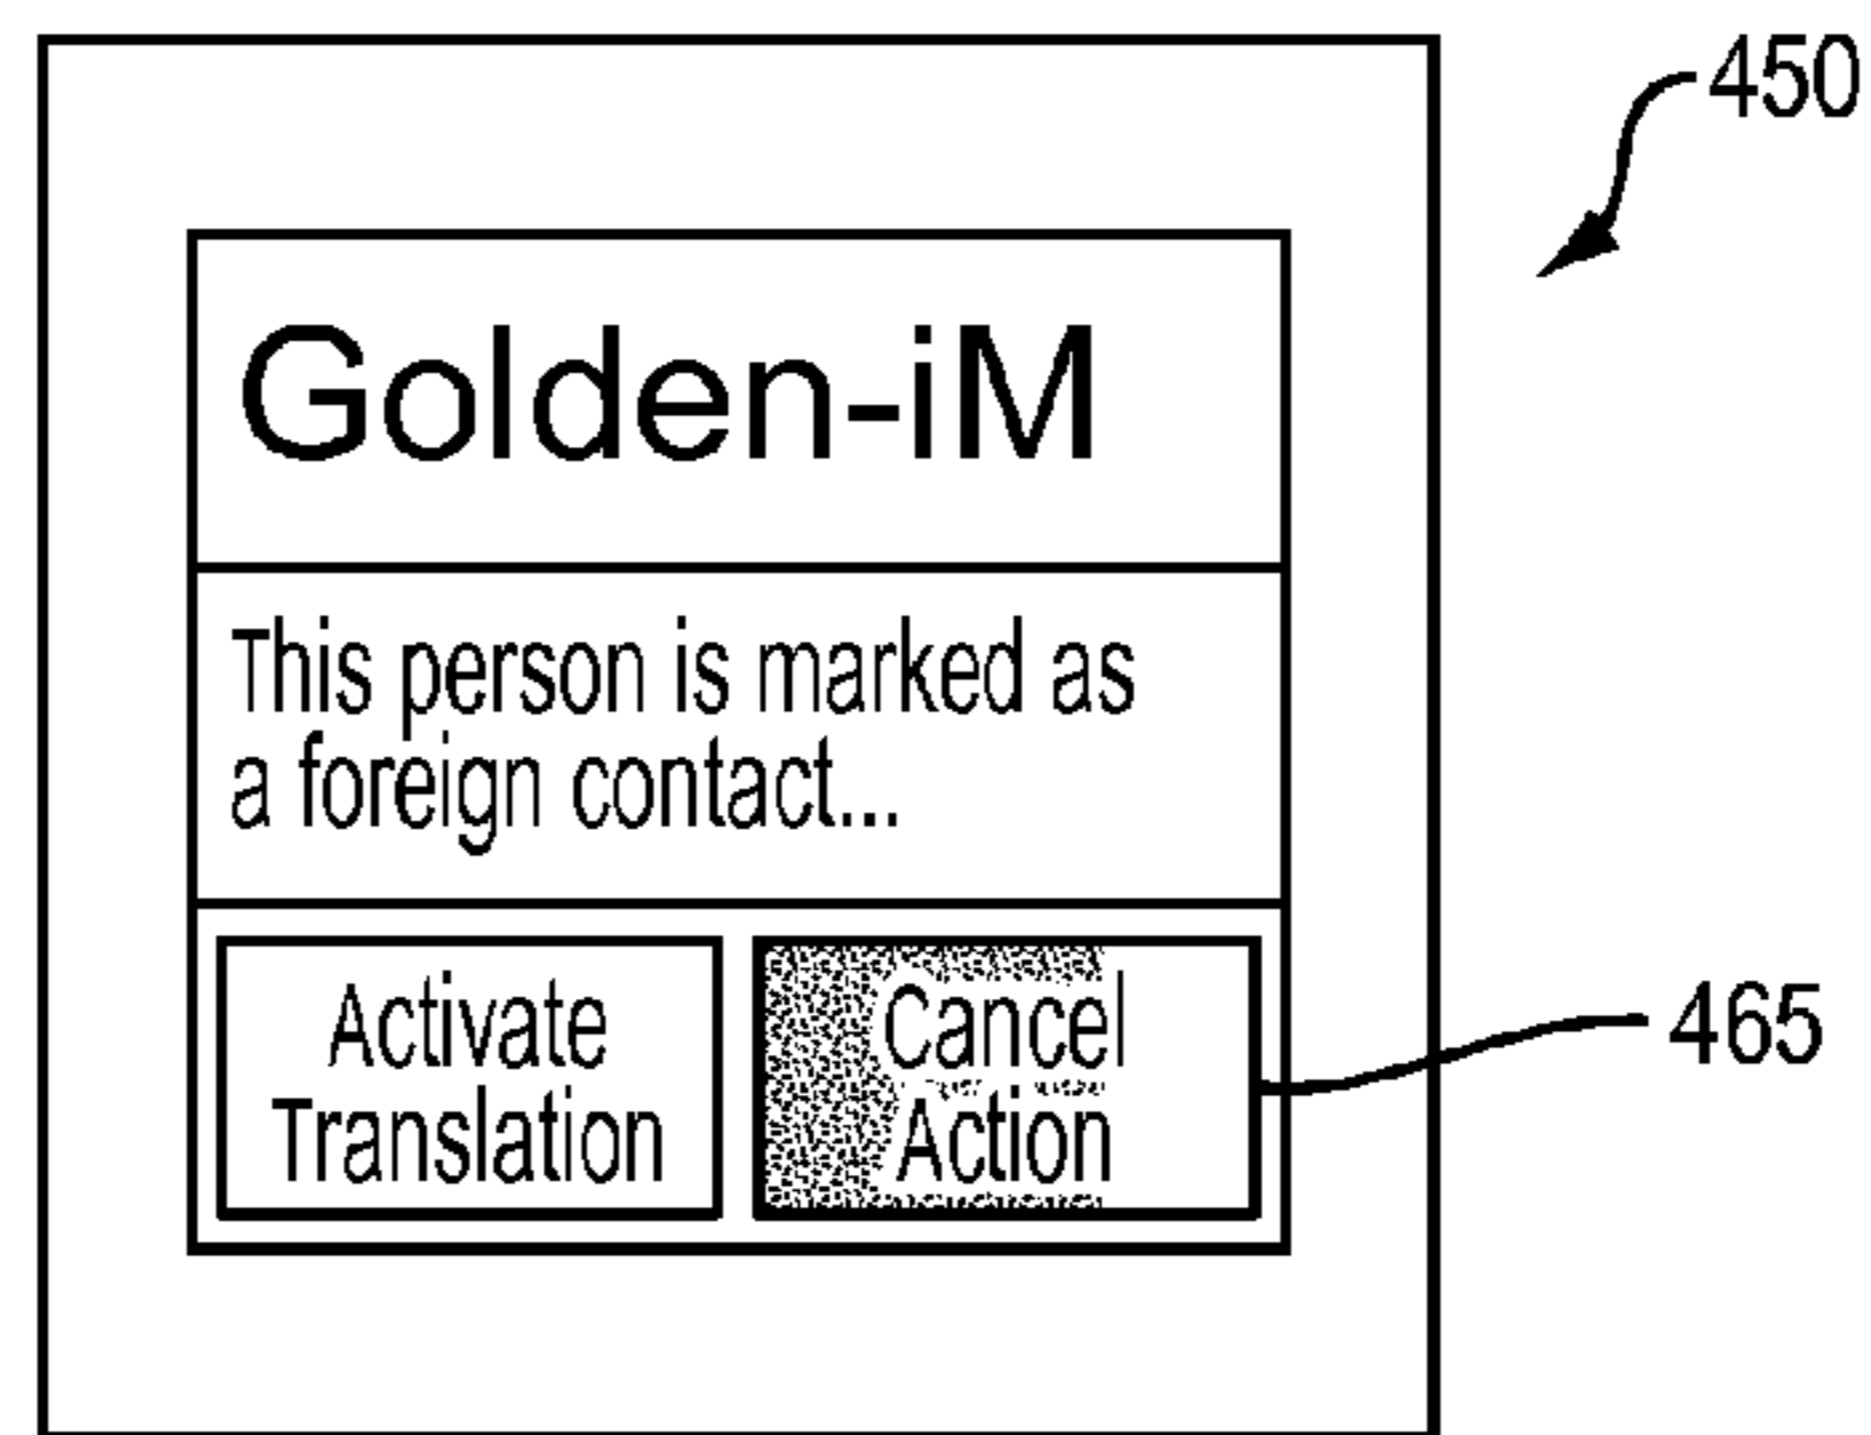 450
Golden-iM
This person is marked as
a foreign contact...
Activate
Translation
Cancel
Action
465